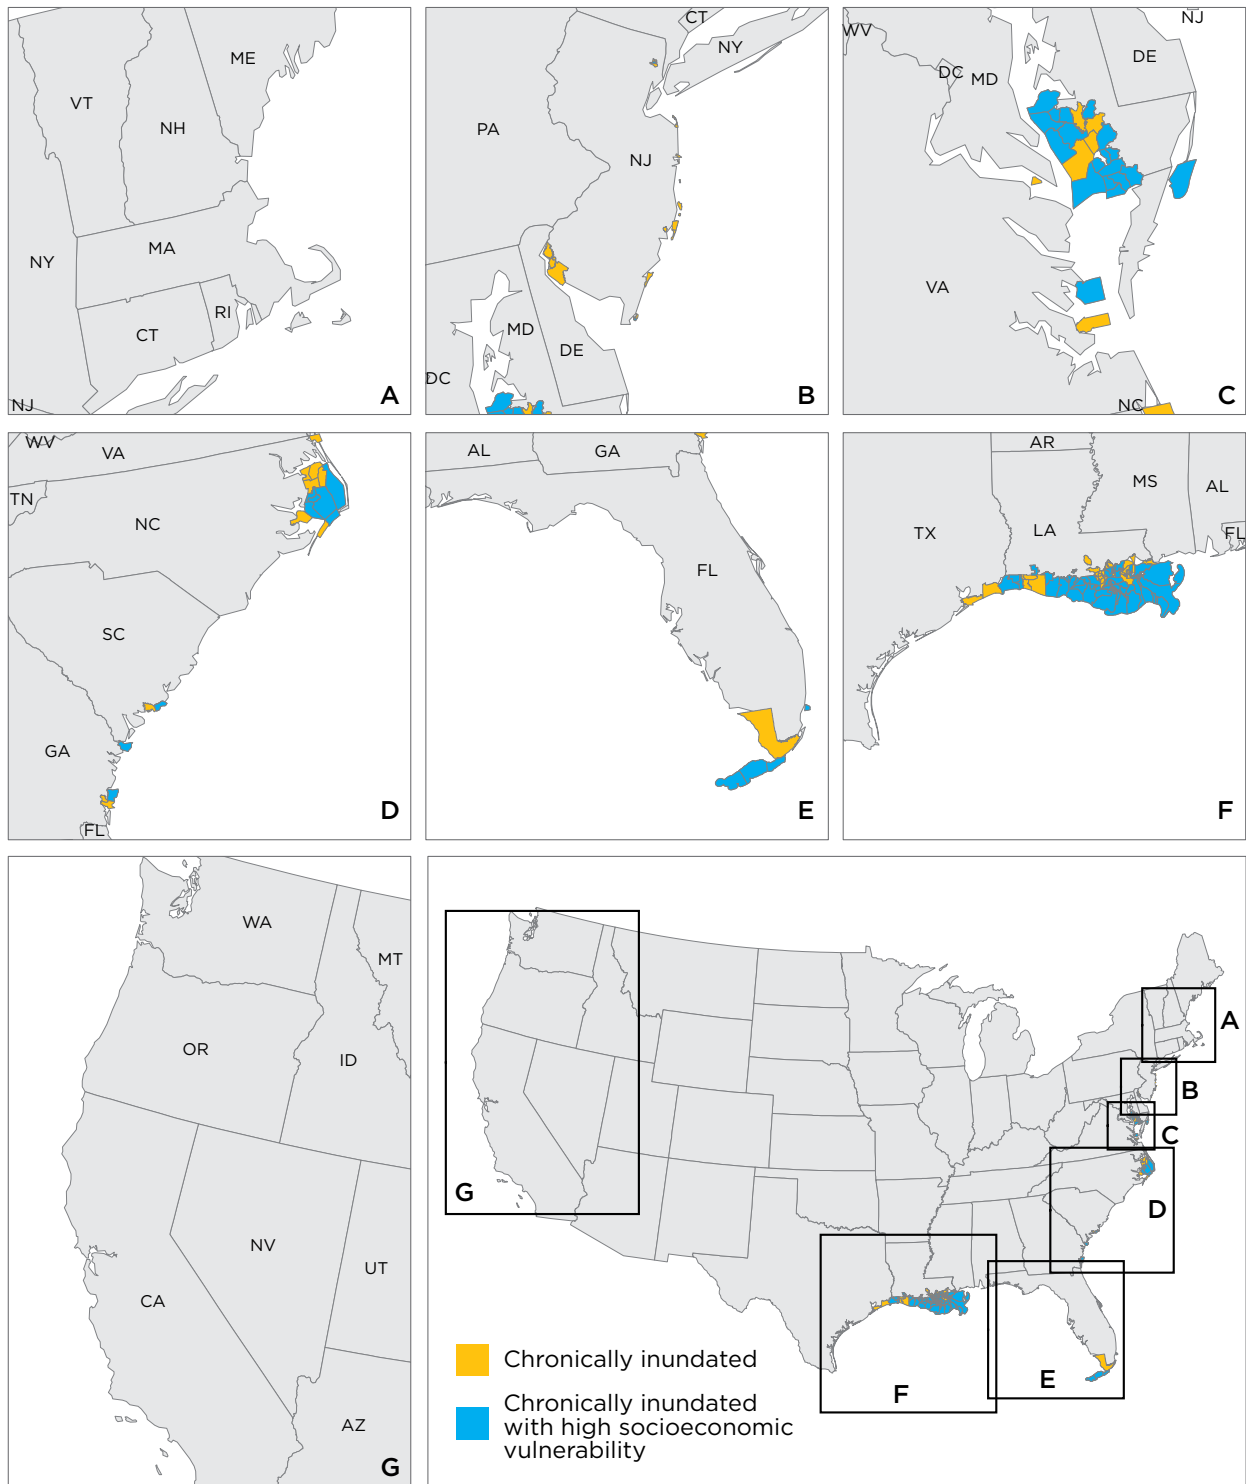 ME
VT
NH
MA
NY
RI
CT
NJ
A
CT
NY
PA
NJ
MD
DE
DC
B
NJ
WV
DE
DC
MD
VA
NC
C
WV
VA
TN
NC
SC
GA
FL
D
AL
GA
FL
E
AR
MS
AL
TX
LA
FL
F
WA
MT
OR
ID
NV
UT
CA
AZ
G
A
B
C
D
G
E
F
Chronically inundated
Chronically inundated
with high socioeconomic
vulnerability